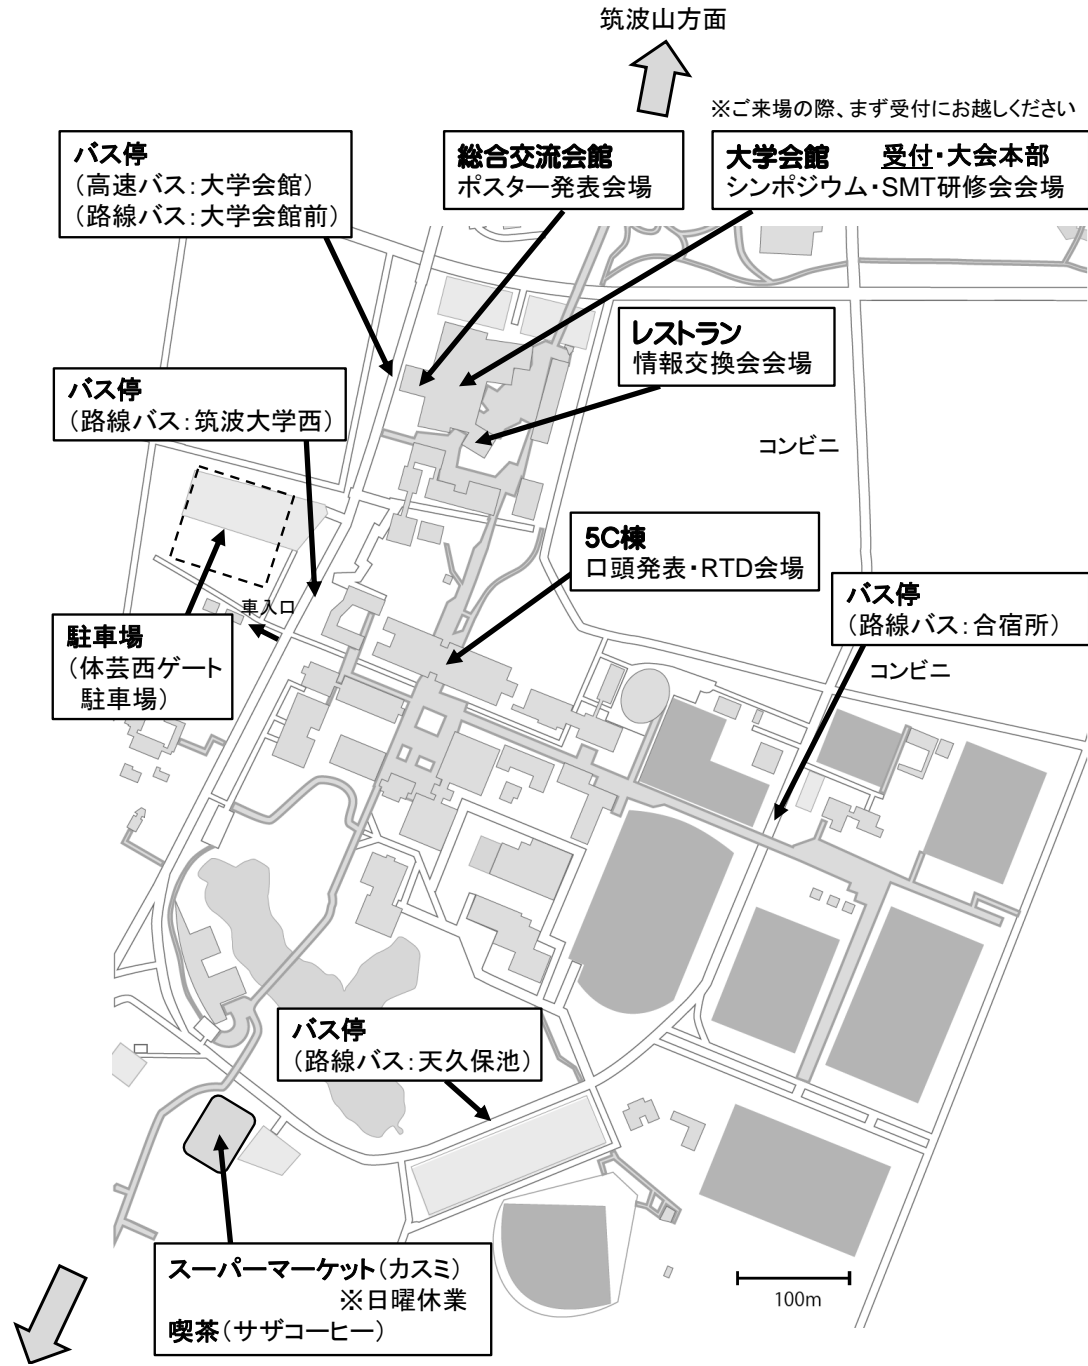 筑波山方面
※ご来場の際、まず受付にお越しください
バス停
(高速バス:大学会館)
(路線バス:大学会館前)
総合交流会館
ポスター発表会場
大学会館 受付・大会本部
シンポジウム・SMT研修会会場
レストラン
情報交換会会場
バス停
(路線バス:筑波大学西)
コンビニ
5C棟
口頭発表・RTD会場
バス停
(路線バス:合宿所)
車入口
駐車場
(体芸西ゲート
駐車場)
コンビニ
バス停
(路線バス:天久保池)
スーパーマーケット(カスミ)
※日曜休業
喫茶(サザコーヒー)
100m